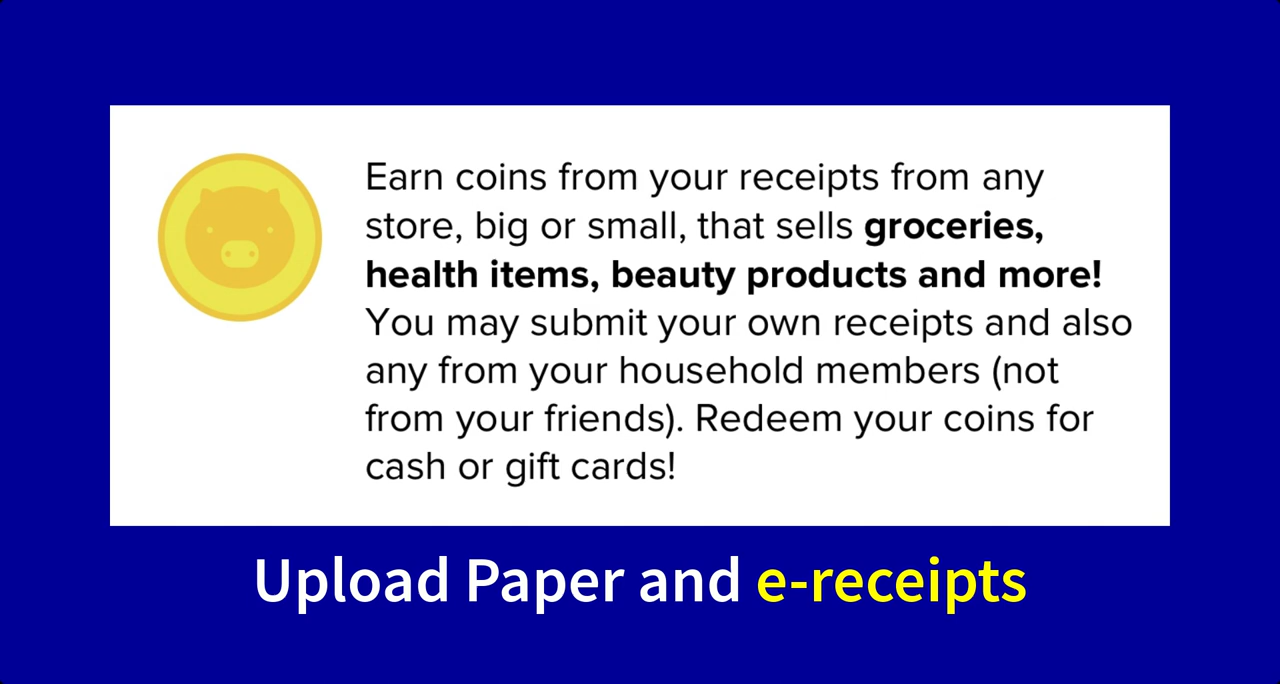 Earn coins from your receipts from any
store, big or small, that sells groceries,
health items, beauty products and more!
You may submit your own receipts and also
any from your household members (not
from your friends). Redeem your coins for
cash or gift cards!
Upload Paper and e-receipts